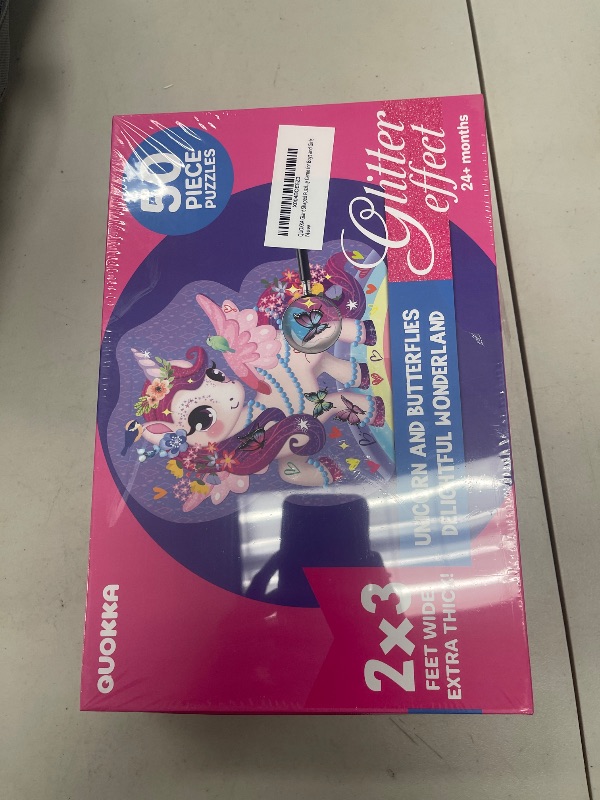 QUOKKA
50
PIECE
PUZZLES
Glitter
effect
24+ months
UNICORN AND BUTTERFLIES
DELIGHTFUL WONDERLAND
2x3
FEET WIDE
EXTRA THICK!